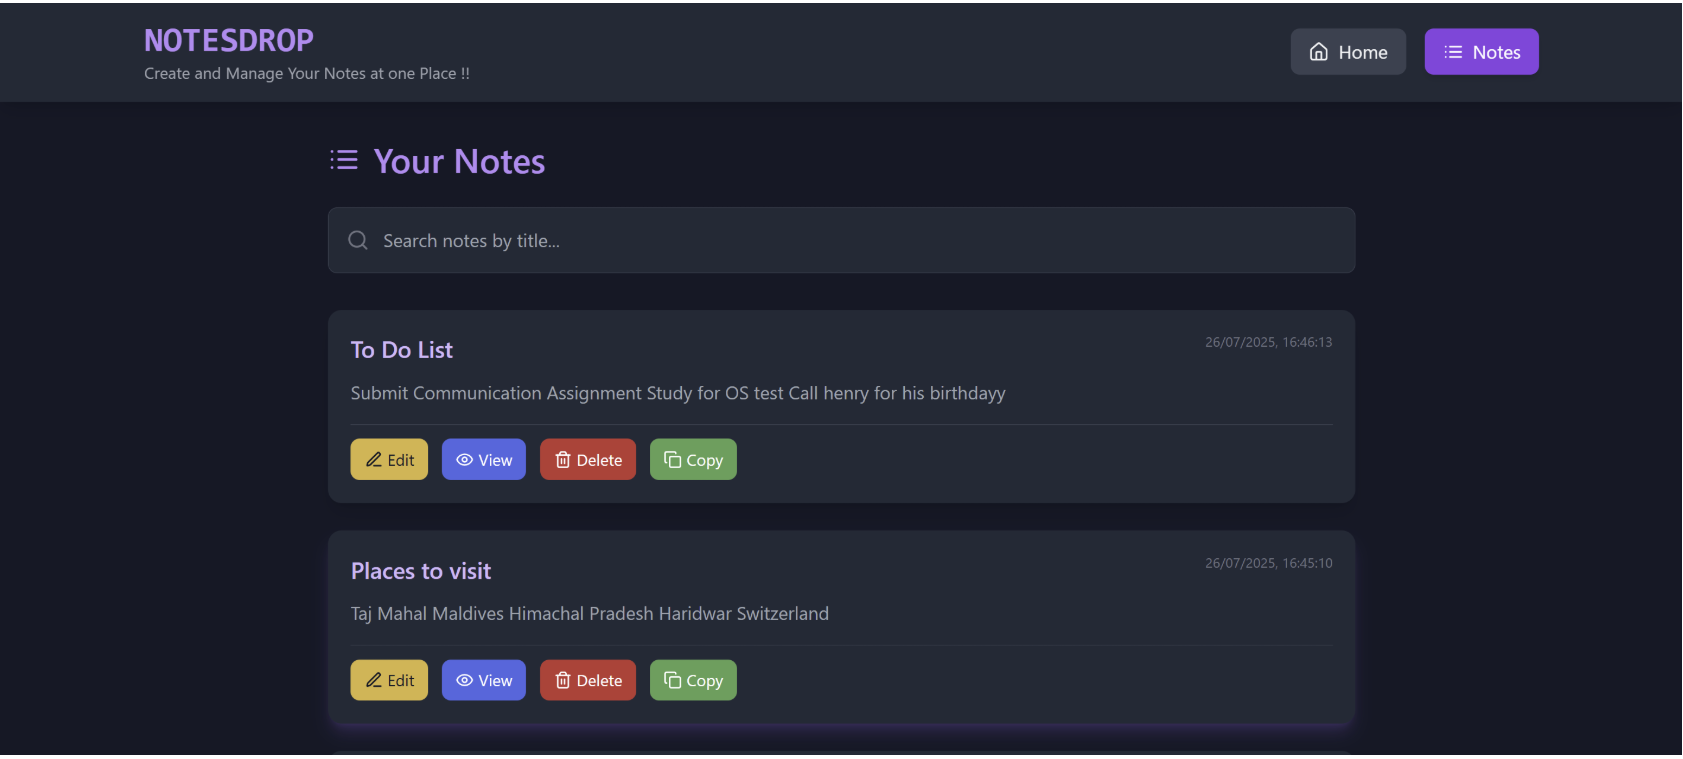 NOTESDROP
Create and Manage Your Notes at one Place !!
Home
Notes
Your Notes
Search notes by title...
To Do List
26/07/2025, 16:46:13
Submit Communication Assignment Study for OS test Call henry for his birthdayy
Edit
View
Delete
Copy
Places to visit
26/07/2025, 16:45:10
Taj Mahal Maldives Himachal Pradesh Haridwar Switzerland
Edit
View
Delete
Copy